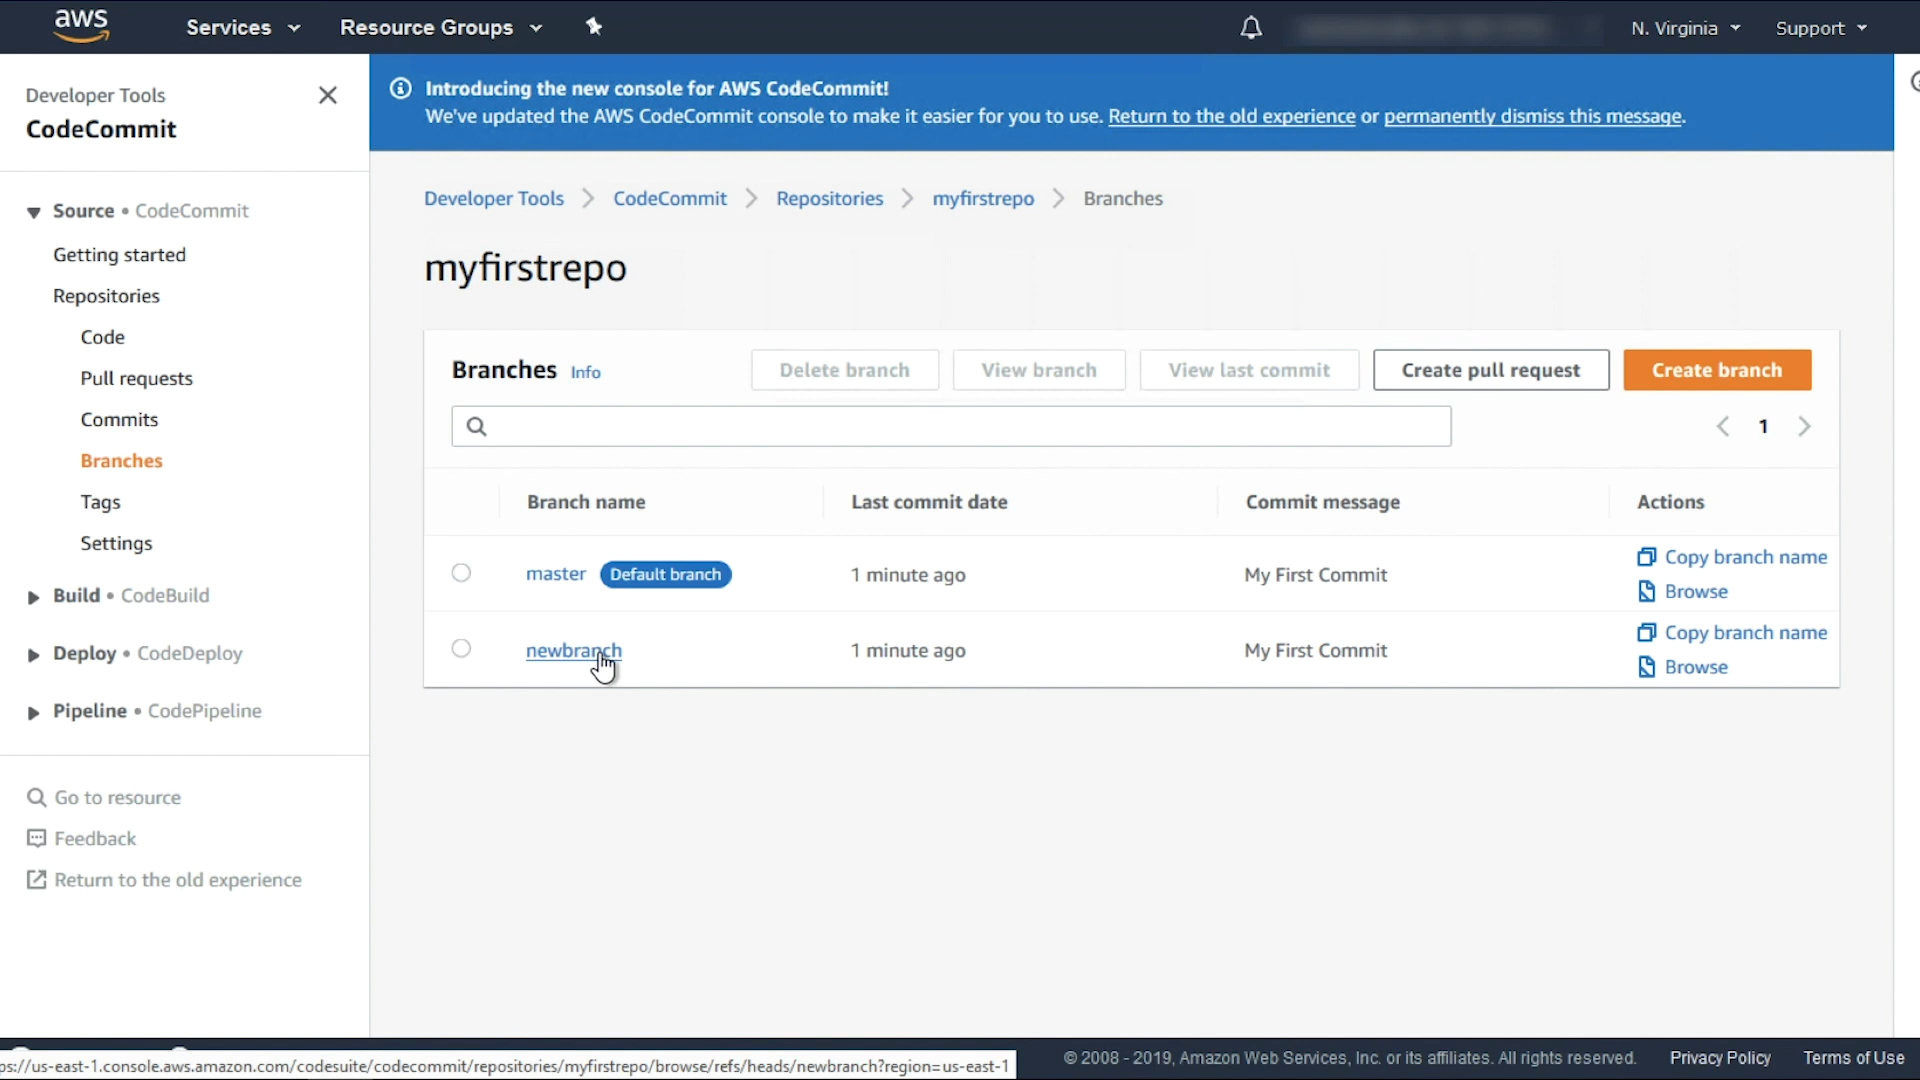 aws
Services
Resource Groups
N. Virginia
Support
Developer Tools
CodeCommit
Source • CodeCommit
Getting started
Repositories
Code
Pull requests
Commits
Branches
Tags
Settings
Build • CodeBuild
Deploy • CodeDeploy
Pipeline • CodePipeline
Go to resource
Feedback
Return to the old experience
Introducing the new console for AWS CodeCommit!
We've updated the AWS CodeCommit console to make it easier for you to use. Return to the old experience or permanently dismiss this message.
Developer Tools > CodeCommit > Repositories > myfirstrepo > Branches
myfirstrepo
Branches Info
Delete branch
View branch
View last commit
Create pull request
Create branch
1
Branch name Last commit date Commit message Actions
master Default branch 1 minute ago My First Commit Copy branch name
Browse
newbranch 1 minute ago My First Commit Copy branch name
Browse
ps://us-east-1.console.aws.amazon.com/codesuite/codecommit/repositories/myfirstrepo/browse/refs/heads/newbranch?region=us-east-1
© 2008 - 2019, Amazon Web Services, Inc. or its affiliates. All rights reserved. Privacy Policy Terms of Use